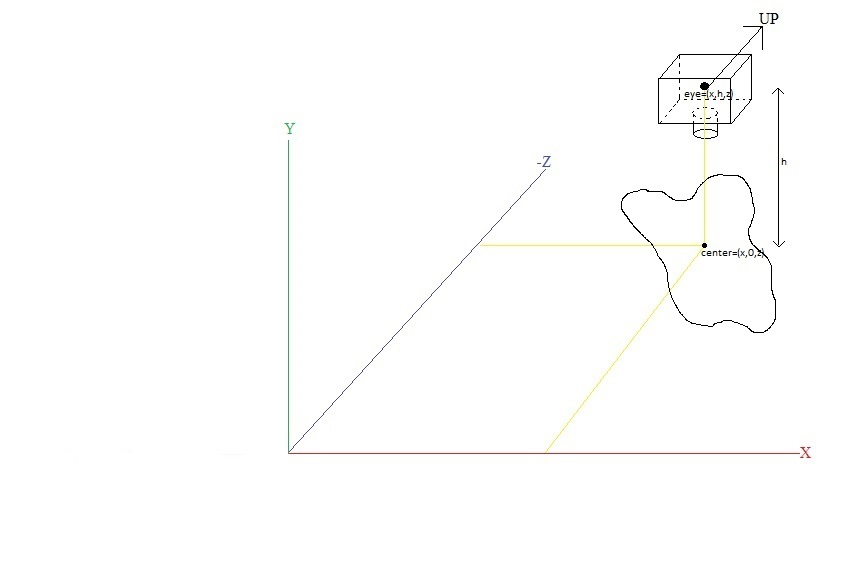 UP
eye=(x,h,z)
Y
-Z
h
center=(x,0,z)
X